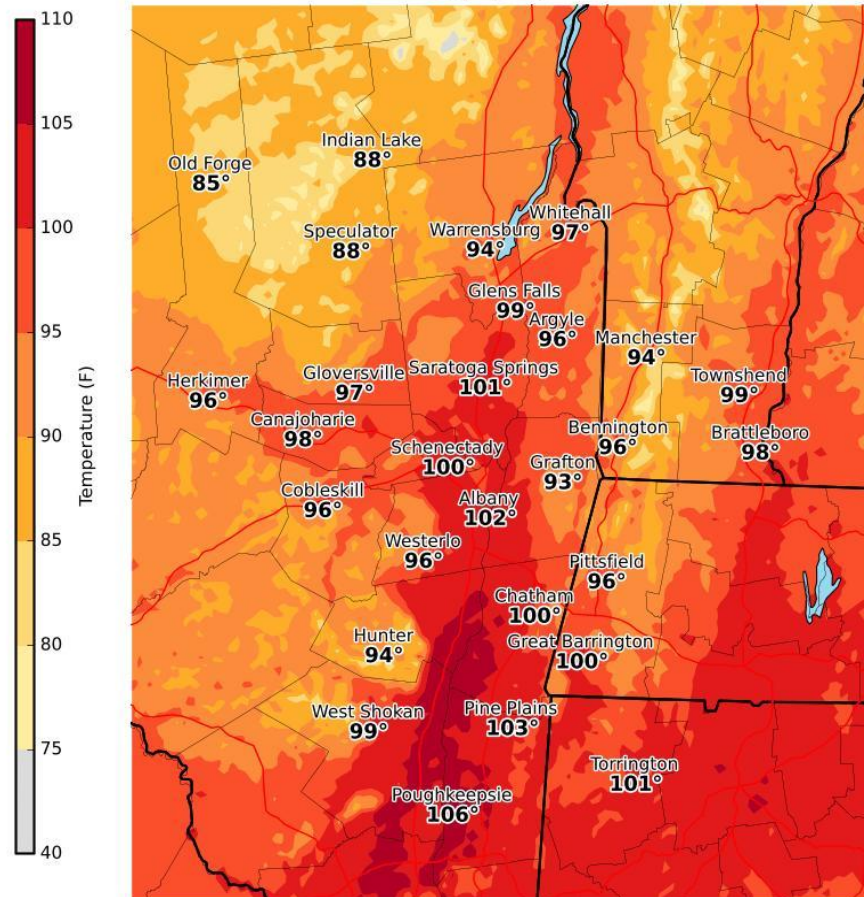 110
105
100
95
90
85
80
75
40
Temperature (F)
Indian Lake
88°
Old Forge
85°
Whitehall
97°
Speculator
88°
Warrensburg
94°
Glens Falls
99°
Argyle
96°
Manchester
94°
Saratoga Springs
101°
Gloversville
97°
Herkimer
96°
Townshend
99°
Canajoharie
98°
Bennington
96°
Brattleboro
98°
Schenectady
100°
Grafton
93°
Cobleskill
96°
Albany
102°
Westerlo
96°
Pittsfield
96°
Chatham
100°
Hunter
94°
Great Barrington
100°
West Shokan
99°
Pine Plains
103°
Torrington
101°
Poughkeepsie
106°